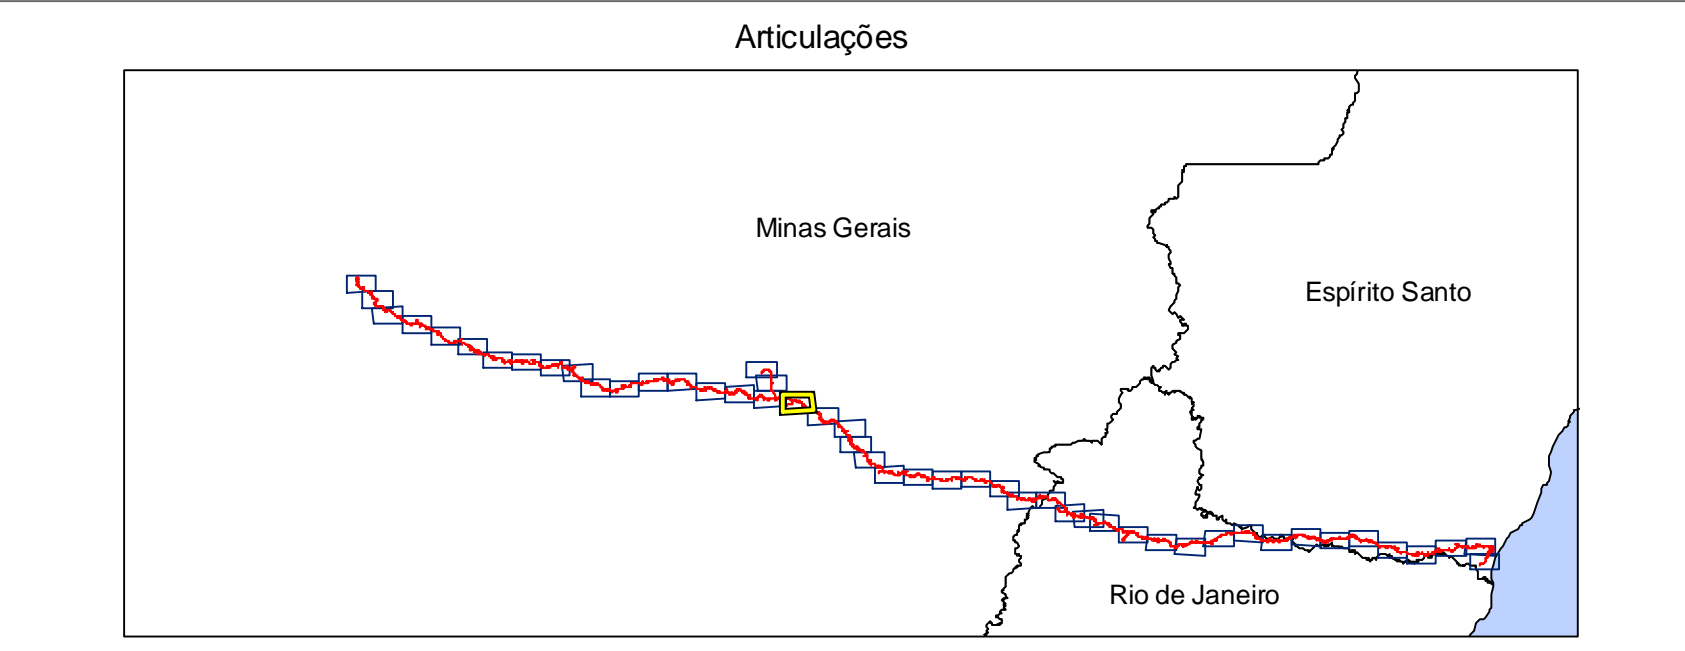 Articulações
Minas Gerais
Espírito Santo
Rio de Janeiro